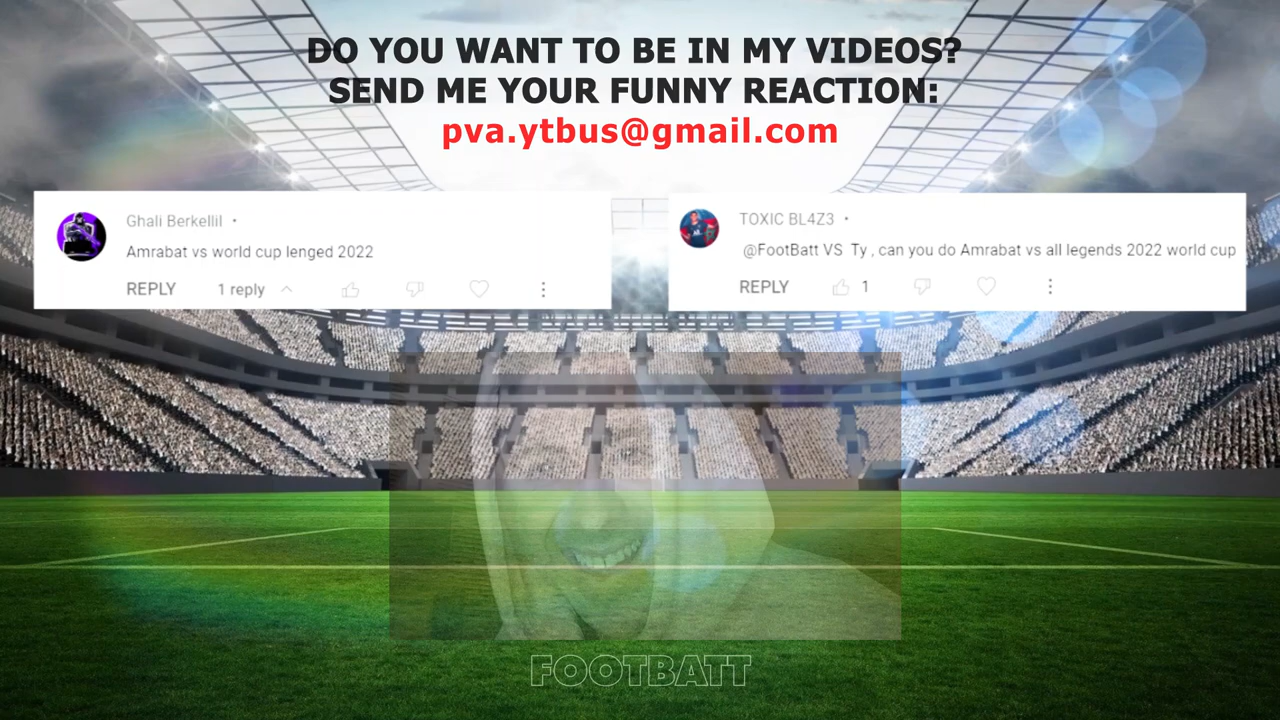 DO YOU WANT TO BE IN MY VIDEOS?
SEND ME YOUR FUNNY REACTION:
pva.ytbus@gmail.com
Ghali Berkellil •
Amrabat vs world cup lenged 2022
REPLY 1 reply
TOXIC BL4Z3 •
@FootBatt VS Ty , can you do Amrabat vs all legends 2022 world cup
REPLY 1
FOOTBATT